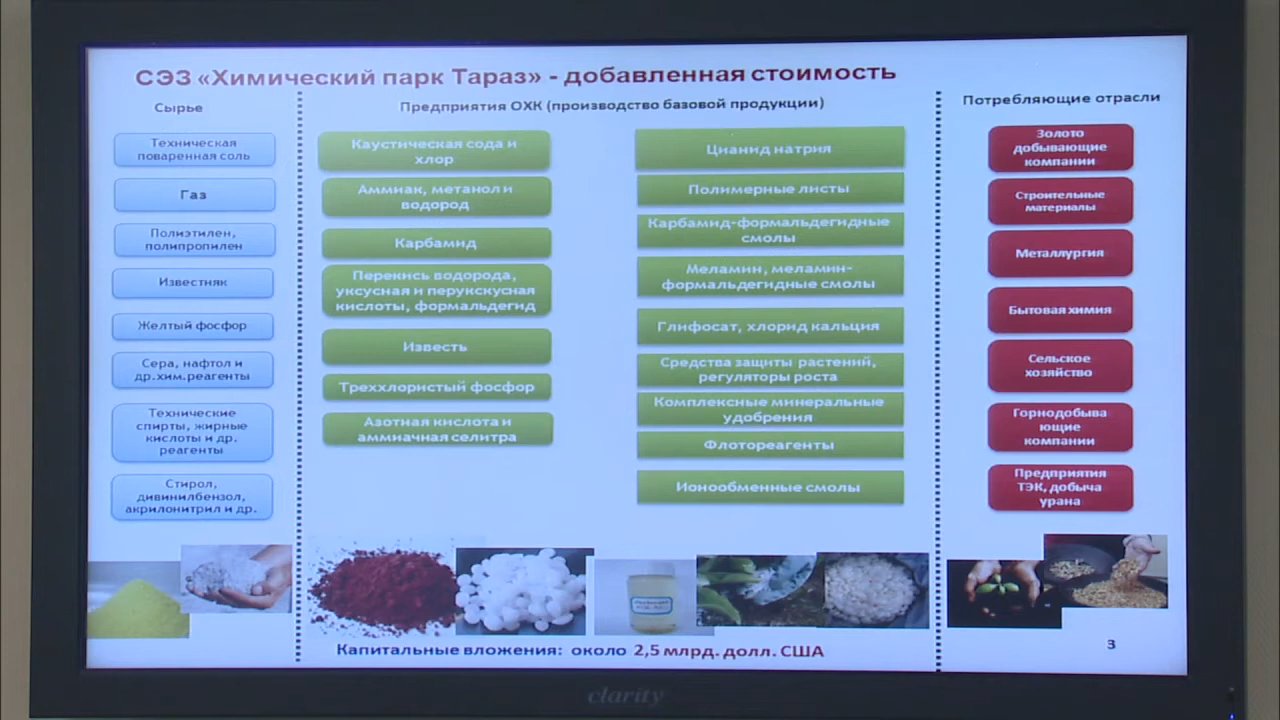 СЭЗ «Химический парк Тараз» - добавленная стоимость
Сырье
Техническая
поваренная соль
Газ
Полиэтилен,
полипропилен
Известняк
Желтый фосфор
Сера, нафтол и
др.хим.реагенты
Технические
спирты, жирные
кислоты и др.
реагенты
Стирол,
дивинилбензол,
акрилонитрил и др.
Предприятия ОХК (производство базовой продукции)
Каустическая сода и
хлор
Аммиак, метанол и
водород
Карбамид
Перекись водорода,
уксусная и перукскусная
кислоты, формальдегид
Известь
Треххлористый фосфор
Азотная кислота и
аммиачная селитра
Цианид натрия
Полимерные листы
Карбамид-формальдегидные
смолы
Меламин, меламин-
формальдегидные смолы
Глифосат, хлорид кальция
Средства защиты растений,
регуляторы роста
Комплексные минеральные
удобрения
Флотореагенты
Ионообменные смолы
Потребляющие отрасли
Золото
добывающие
компании
Строительные
материалы
Металлургия
Бытовая химия
Сельское
хозяйство
Горнодобыва
ющие
компании
Предприятия
ТЭК, добыча
урана
Капитальные вложения: около 2,5 млрд. долл. США
3
clarity